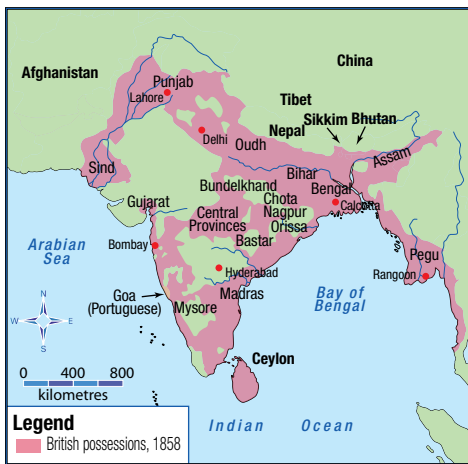 China
Afghanistan
Punjab
Lahore
Tibet
Sikkim Bhutan
Nepal
Delhi
Oudh
Assam
Sind
Bihar
Bundelkhand
Bengal
Chota
Nagpur
Calcutta
Gujarat
Central
Provinces
Orissa
Bastar
Arabian
Sea
Bombay
Pegu
Hyderabad
Rangoon
Goa
(Portuguese)
Madras
Bay of
Bengal
Mysore
N
W
E
S
Ceylon
0 400 800
kilometres
Indian Ocean
Legend
British possessions, 1858